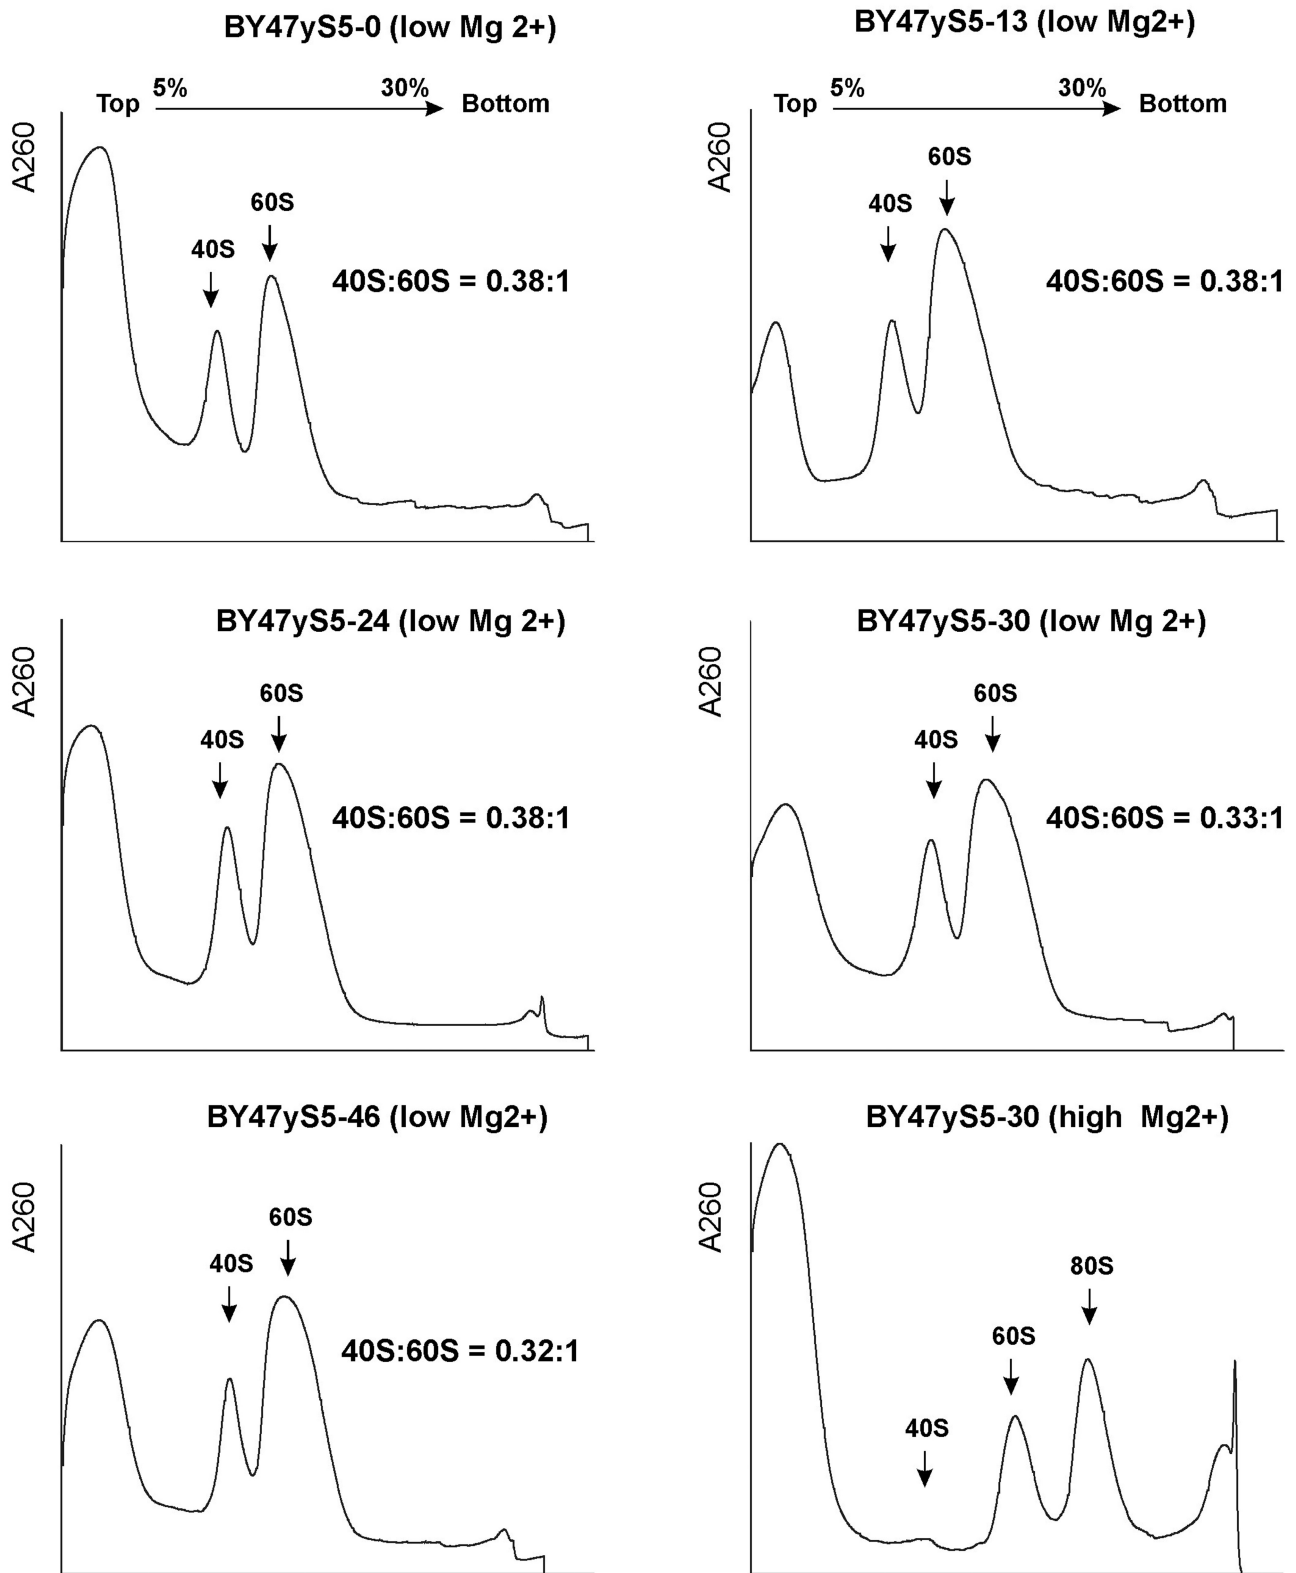 BY47yS5-0 (low Mg 2+)
Top 5% 30% Bottom
A260
40S
60S
40S:60S = 0.38:1
BY47yS5-13 (low Mg2+)
Top 5% 30% Bottom
A260
40S
60S
40S:60S = 0.38:1
BY47yS5-24 (low Mg 2+)
A260
40S
60S
40S:60S = 0.38:1
BY47yS5-30 (low Mg 2+)
A260
40S
60S
40S:60S = 0.33:1
BY47yS5-46 (low Mg2+)
A260
40S
60S
40S:60S = 0.32:1
BY47yS5-30 (high Mg2+)
A260
40S
60S
80S